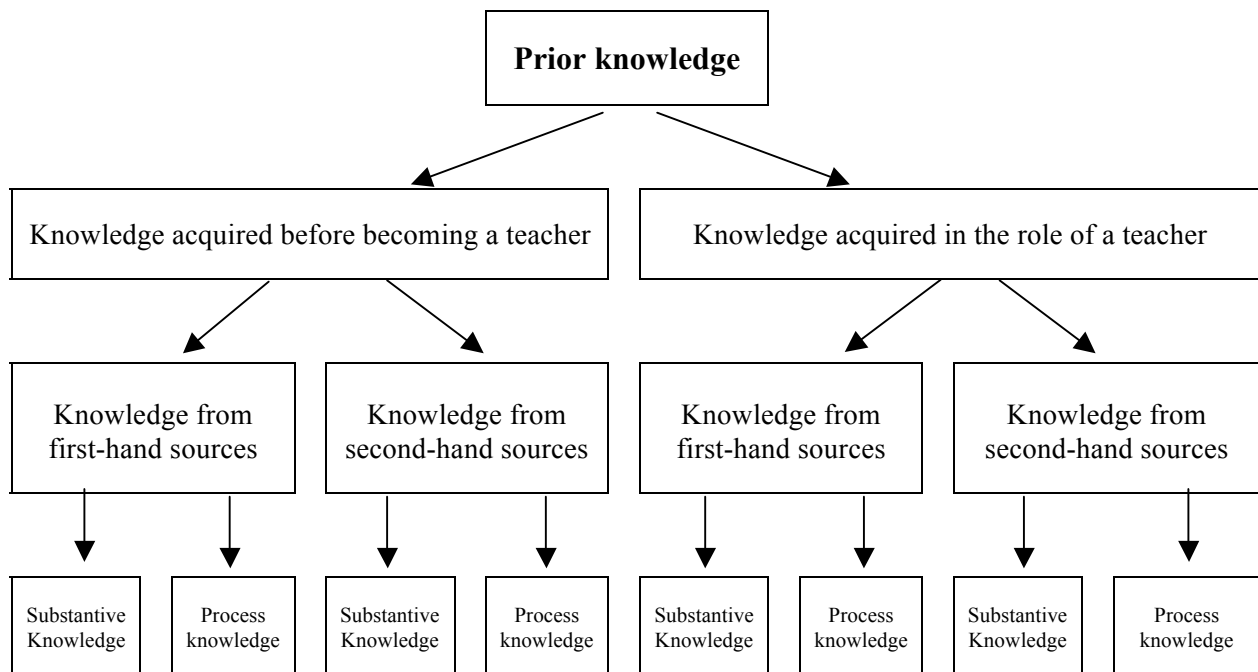 Prior knowledge
Knowledge acquired before becoming a teacher
Knowledge acquired in the role of a teacher
Knowledge from
first-hand sources
Knowledge from
second-hand sources
Knowledge from
first-hand sources
Knowledge from
second-hand sources
Substantive
Knowledge
Process
knowledge
Substantive
Knowledge
Process
knowledge
Substantive
Knowledge
Process
knowledge
Substantive
Knowledge
Process
knowledge